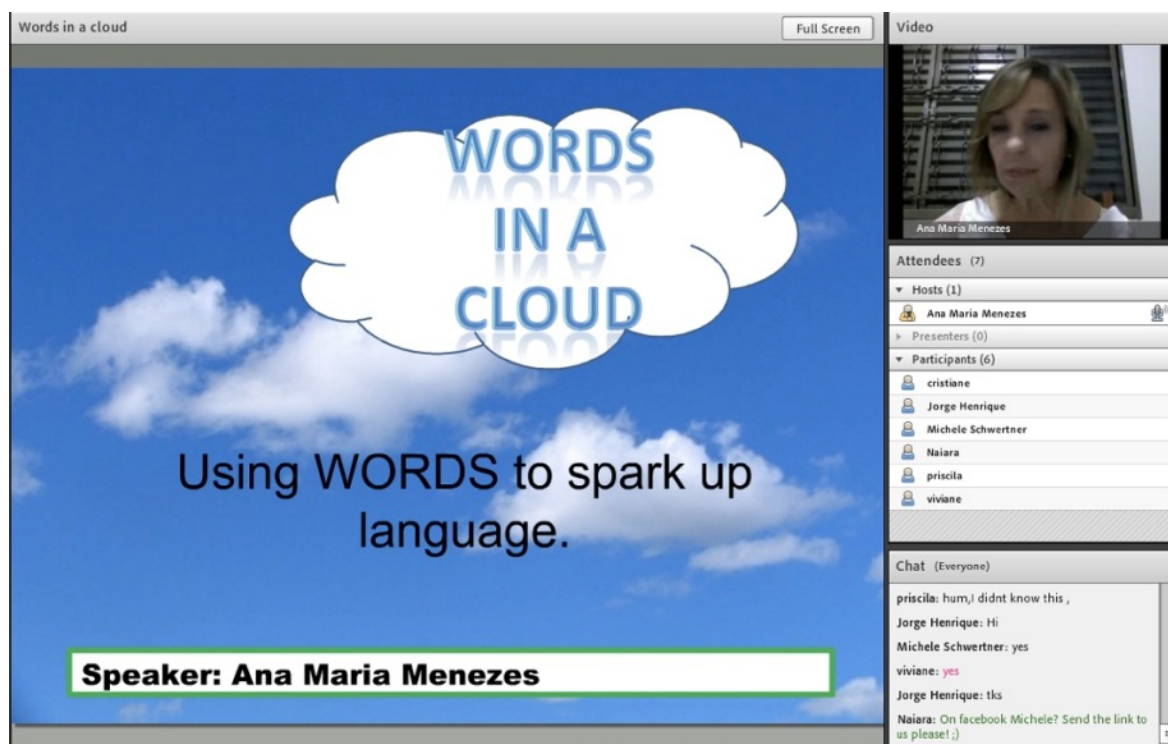 Words in a cloud
Full Screen
WORDS
IN A
CLOUD
Using WORDS to spark up
language.
Speaker: Ana Maria Menezes
Video
Ana Maria Menezes
Attendees (7)
Hosts (1)
Ana Maria Menezes
Presenters (0)
Participants (6)
cristiane
Jorge Henrique
Michele Schwertner
Naiara
priscila
viviane
Chat (Everyone)
priscila: hum,I didnt know this ,
Jorge Henrique: Hi
Michele Schwertner: yes
viviane: yes
Jorge Henrique: tks
Naiara: On facebook Michele? Send the link to
us please! ;)